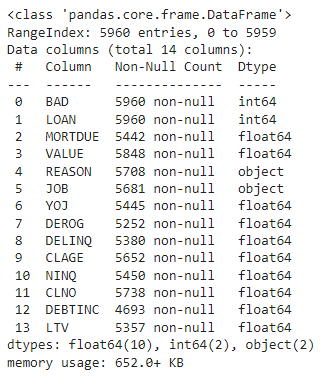 <class 'pandas.core.frame.DataFrame'>
RangeIndex: 5960 entries, 0 to 5959
Data columns (total 14 columns):
 #   Column   Non-Null Count  Dtype
---  ------   --------------  -----
 0   BAD      5960 non-null   int64
 1   LOAN     5960 non-null   int64
 2   MORTDUE  5442 non-null   float64
 3   VALUE    5848 non-null   float64
 4   REASON   5708 non-null   object
 5   JOB      5681 non-null   object
 6   YOJ      5445 non-null   float64
 7   DEROG    5252 non-null   float64
 8   DELINQ   5380 non-null   float64
 9   CLAGE    5652 non-null   float64
 10  NINQ     5450 non-null   float64
 11  CLNO     5738 non-null   float64
 12  DEBTINC  4693 non-null   float64
 13  LTV      5357 non-null   float64
dtypes: float64(10), int64(2), object(2)
memory usage: 652.0+ KB